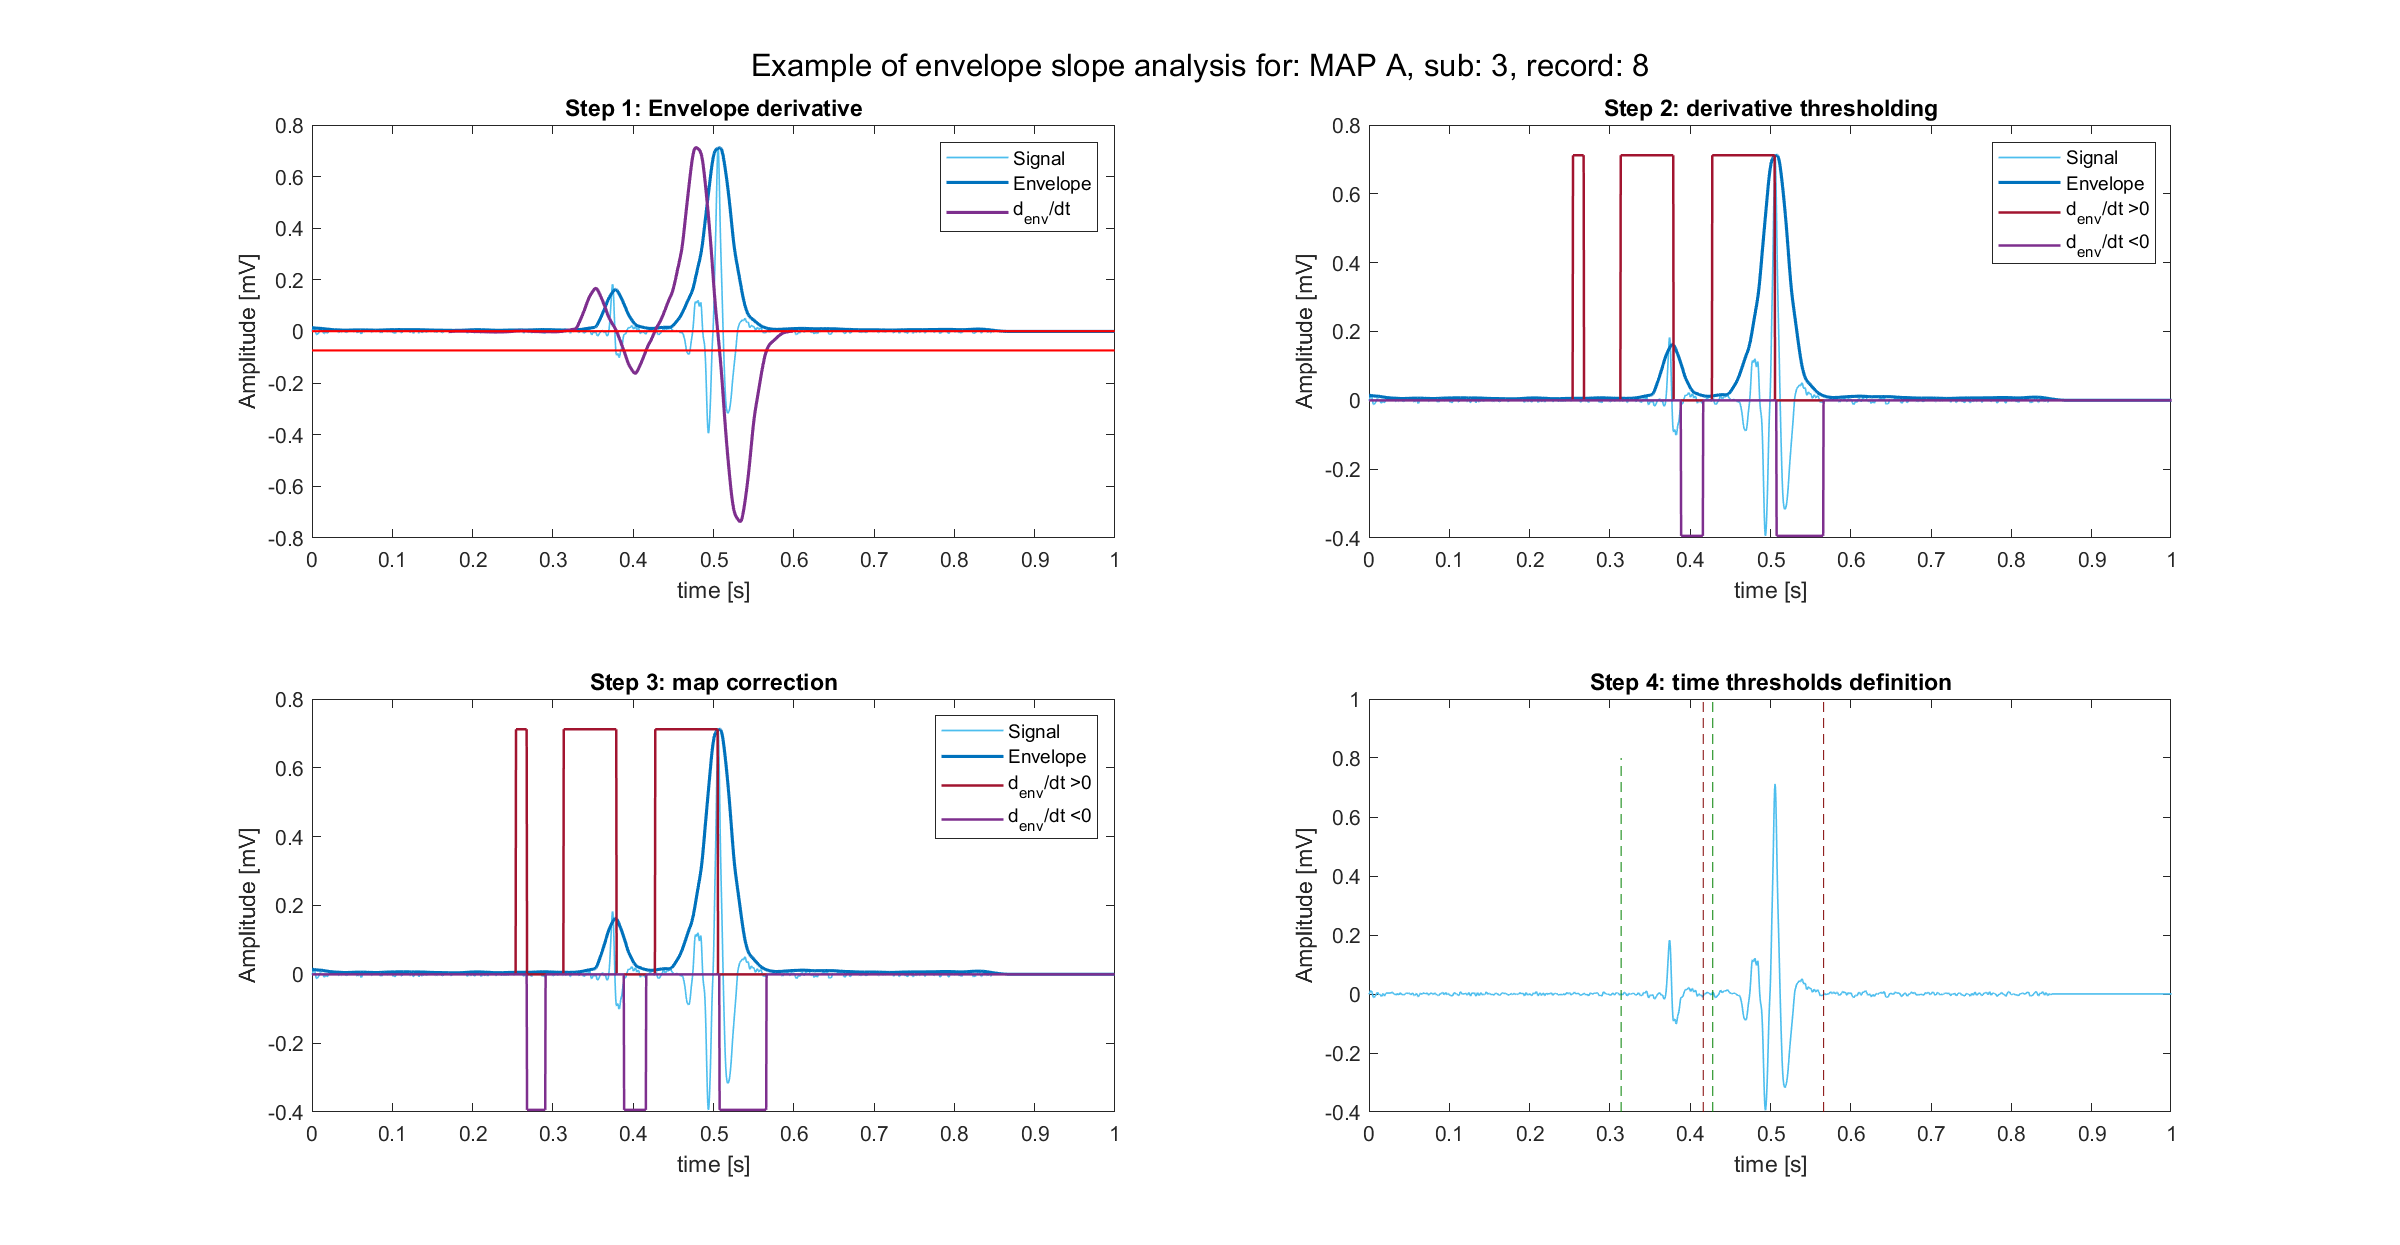 Example of envelope slope analysis for: MAP A, sub: 3, record: 8
Step 1: Envelope derivative
0.8
0.6
0.4
0.2
0
-0.2
-0.4
-0.6
-0.8
Amplitude [mV]
Signal
Envelope
d_env/dt
0 0.1 0.2 0.3 0.4 0.5 0.6 0.7 0.8 0.9 1
time [s]
Step 2: derivative thresholding
0.8
0.6
0.4
0.2
0
-0.2
-0.4
Amplitude [mV]
Signal
Envelope
d_env/dt >0
d_env/dt <0
0 0.1 0.2 0.3 0.4 0.5 0.6 0.7 0.8 0.9 1
time [s]
Step 3: map correction
0.8
0.6
0.4
0.2
0
-0.2
-0.4
Amplitude [mV]
Signal
Envelope
d_env/dt >0
d_env/dt <0
0 0.1 0.2 0.3 0.4 0.5 0.6 0.7 0.8 0.9 1
time [s]
Step 4: time thresholds definition
1
0.8
0.6
0.4
0.2
0
-0.2
-0.4
Amplitude [mV]
0 0.1 0.2 0.3 0.4 0.5 0.6 0.7 0.8 0.9 1
time [s]